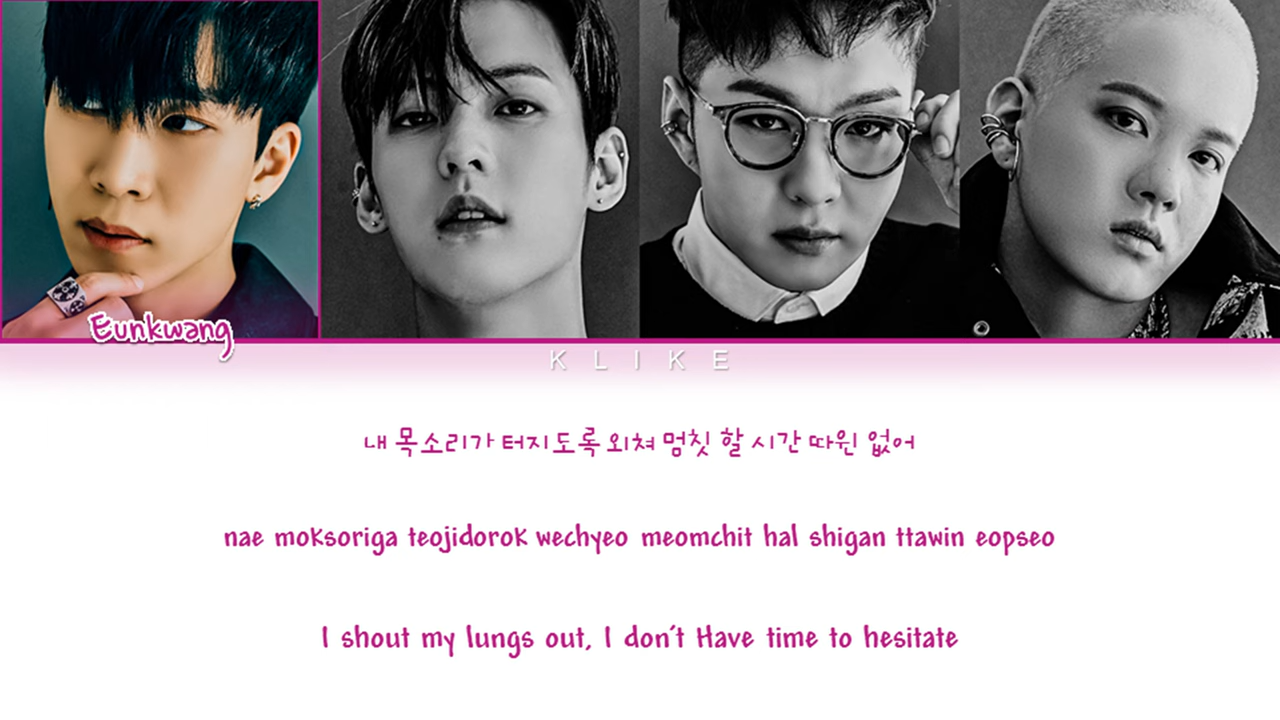 Eunkwang
KLIKE
내 목소리가 터지도록 외쳐 멈칫 할 시간 따윈 없어
nae moksoriga teojidorok wechyeo meomchit hal shigan ttawin eopseo
I shout my lungs out, I don't Have time to hesitate